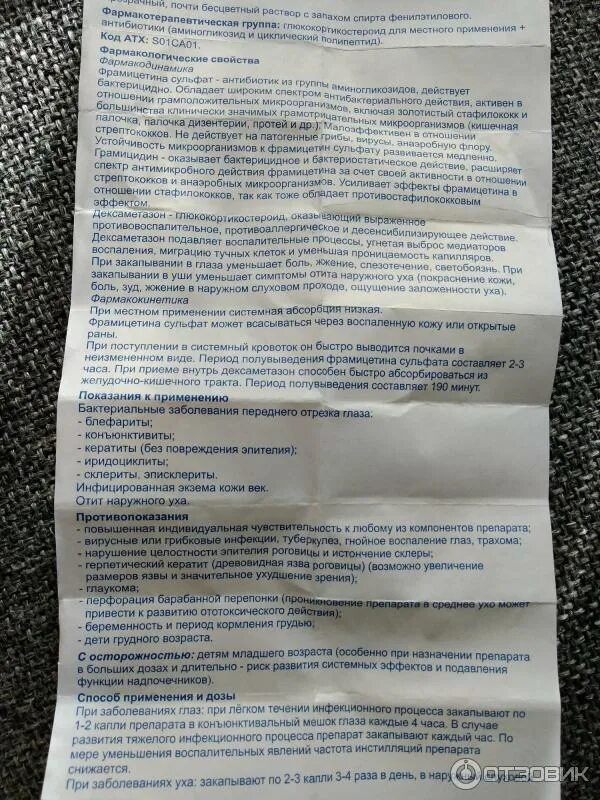 прозрачный, почти бесцветный раствор с запахом спирта фенилэтилового.
Фармакотерапевтическая группа: глюкокортикостероид для местного применения +
антибиотики (аминогликозид и циклический полипептид).
Код АТХ: S01CA01.
Фармакологические свойства
Фармакодинамика
Фрамицетина сульфат - антибиотик из группы аминогликозидов, действует
бактерицидно. Обладает широким спектром антибактериального действия, активен в
отношении грамположительных микроорганизмов, включая золотистый стафилококк и
большинства клинически значимых грамотрицательных микроорганизмов (кишечная
палочка, палочка дизентерии, протей и др.). Малоэффективен в отношении
стрептококков. Не действует на патогенные грибы, вирусы, анаэробную флору.
Устойчивость микроорганизмов к фрамицетин сульфату развивается медленно.
Грамицидин - оказывает бактерицидное и бактериостатическое действие, расширяет
спектр антимикробного действия фрамицетина за счет своей активности в отношении
стрептококков и анаэробных микроорганизмов. Усиливает эффекты фрамицетина в
отношении стафилококков, так как тоже обладает противостафилококковым
эффектом.
Дексаметазон - глюкокортикостероид, оказывающий выраженное
противовоспалительное, противоаллергическое и десенсибилизирующее действие.
Дексаметазон подавляет воспалительные процессы, угнетая выброс медиаторов
воспаления, миграцию тучных клеток и уменьшая проницаемость капилляров.
При закапывании в глаза уменьшает боль, жжение, слезотечение, светобоязнь. При
закапывании в уши уменьшает симптомы отита наружного уха (покраснение кожи,
боль, зуд, жжение в наружном слуховом проходе, ощущение заложенности уха).
Фармакокинетика
При местном применении системная абсорбция низкая.
Фрамицетина сульфат может всасываться через воспаленную кожу или открытые
раны.
При поступлении в системный кровоток он быстро выводится почками в
неизмененном виде. Период полувыведения фрамицетина сульфата составляет 2-3
часа. При приеме внутрь дексаметазон способен быстро абсорбироваться из
желудочно-кишечного тракта. Период полувыведения составляет 190 минут.
Показания к применению
Бактериальные заболевания переднего отрезка глаза:
- блефариты;
- конъюнктивиты;
- кератиты (без повреждения эпителия);
- иридоциклиты;
- склериты, эписклериты.
Инфицированная экзема кожи век.
Отит наружного уха.
Противопоказания
- повышенная индивидуальная чувствительность к любому из компонентов препарата;
- вирусные или грибковые инфекции, туберкулез, гнойное воспаление глаз, трахома;
- нарушение целостности эпителия роговицы и истончение склеры;
- герпетический кератит (древовидная язва роговицы) (возможно увеличение
размеров язвы и значительное ухудшение зрения);
- глаукома;
- перфорация барабанной перепонки (проникновение препарата в среднее ухо может
привести к развитию ототоксического действия);
- беременность и период кормления грудью;
- дети грудного возраста.
С осторожностью: детям младшего возраста (особенно при назначении препарата
в больших дозах и длительно - риск развития системных эффектов и подавления
функции надпочечников).
Способ применения и дозы
При заболеваниях глаз: при лёгком течении инфекционного процесса закапывают по
1-2 капли препарата в конъюнктивальный мешок глаза каждые 4 часа. В случае
развития тяжелого инфекционного процесса препарат закапывают каждый час. По
мере уменьшения воспалительных явлений частота инстилляций препарата
снижается.
При заболеваниях уха: закапывают по 2-3 капли 3-4 раза в день, в наружный
ОТЗОВИК